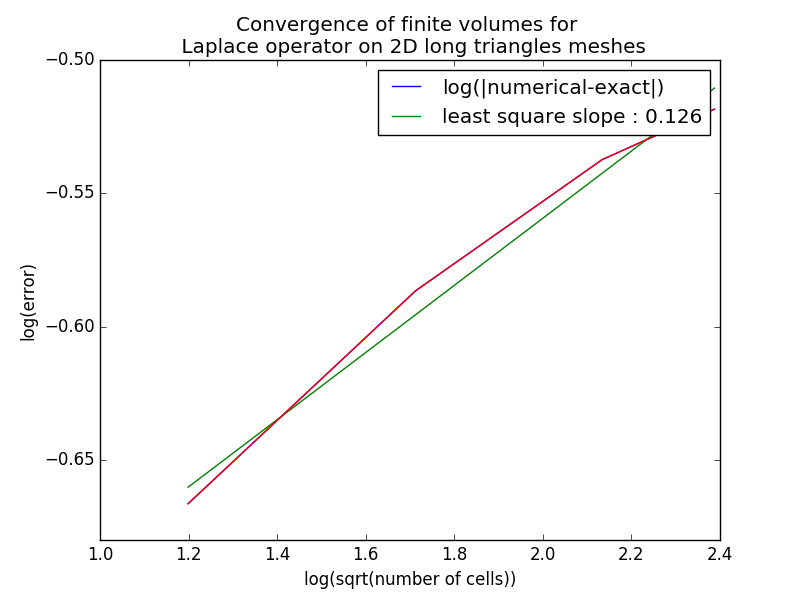 Convergence of finite volumes for
Laplace operator on 2D long triangles meshes
log(|numerical-exact|)
least square slope : 0.126
−0.50
−0.55
−0.60
−0.65
log(error)
1.0 1.2 1.4 1.6 1.8 2.0 2.2 2.4
log(sqrt(number of cells))